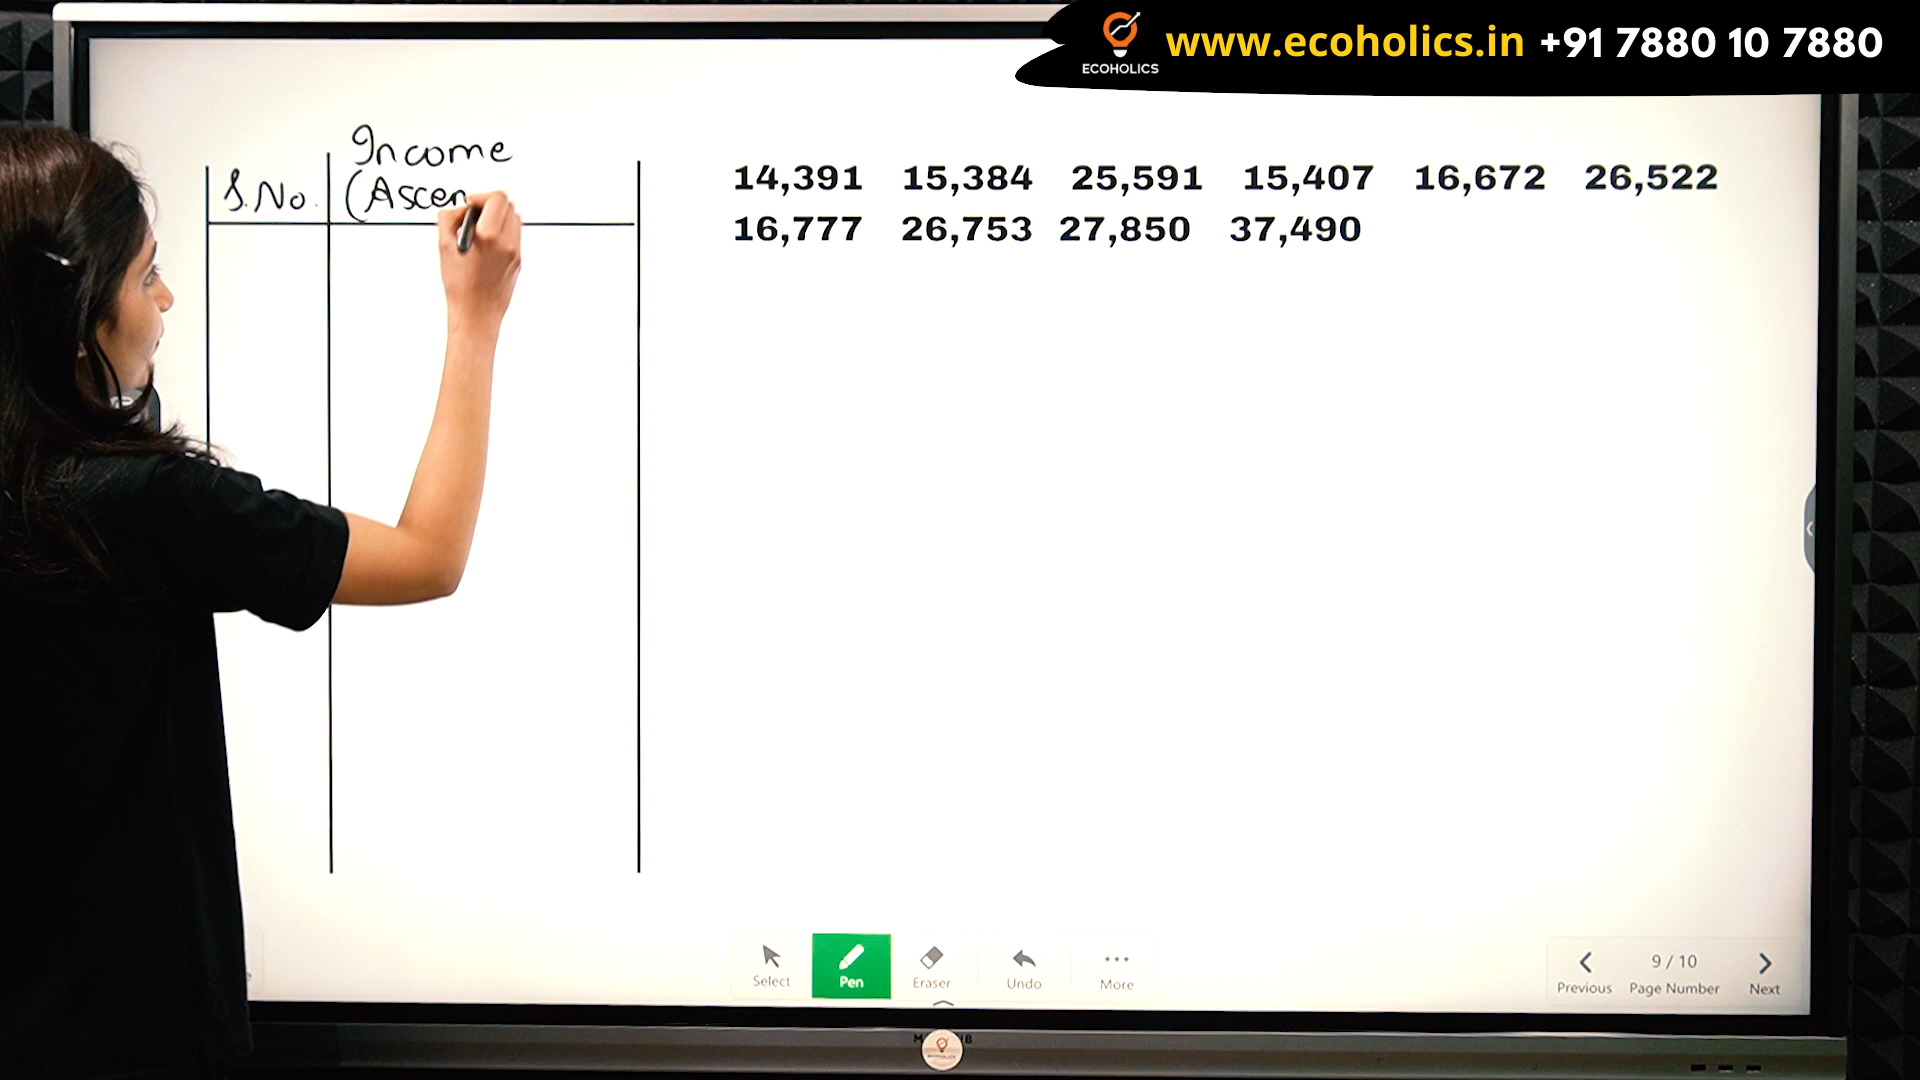 ECOHOLICS
www.ecoholics.in +91 7880 10 7880
Income
S.No. (Ascen
14,391 15,384 25,591 15,407 16,672 26,522
16,777 26,753 27,850 37,490
Select
Pen
Eraser
Undo
More
Previous
9 / 10
Page Number
Next